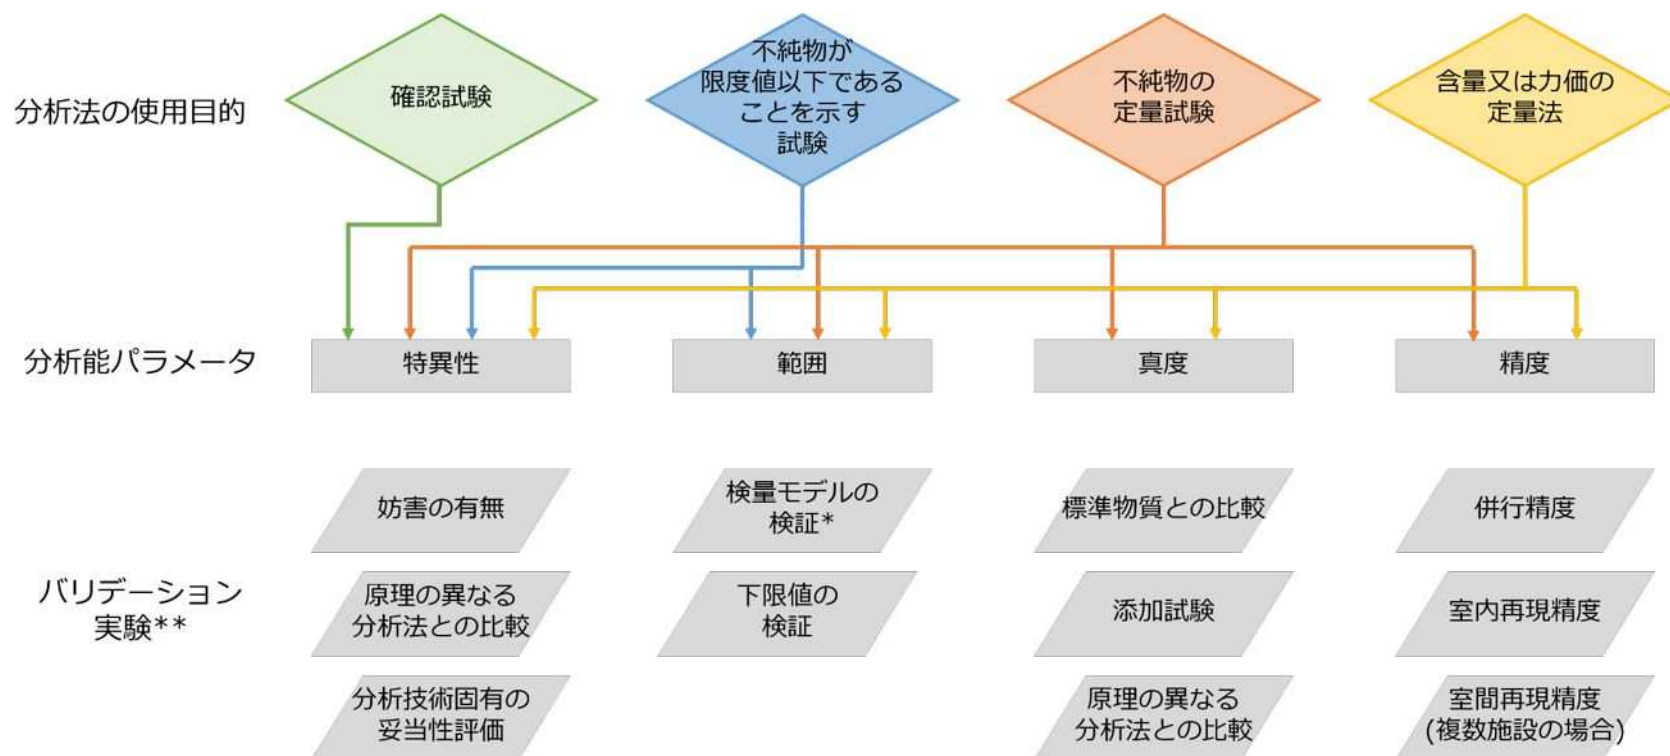 分析法の使用目的
確認試験
不純物が
限度値以下である
ことを示す
試験
不純物の
定量試験
含量又は力価の
定量法
分析能パラメータ
特異性
範囲
真度
精度
バリデーション
実験**
妨害の有無
検量モデルの
検証*
標準物質との比較
併行精度
原理の異なる
分析法との比較
下限値の
検証
添加試験
室内再現精度
分析技術固有の
妥当性評価
原理の異なる
分析法との比較
室間再現精度
(複数施設の場合)